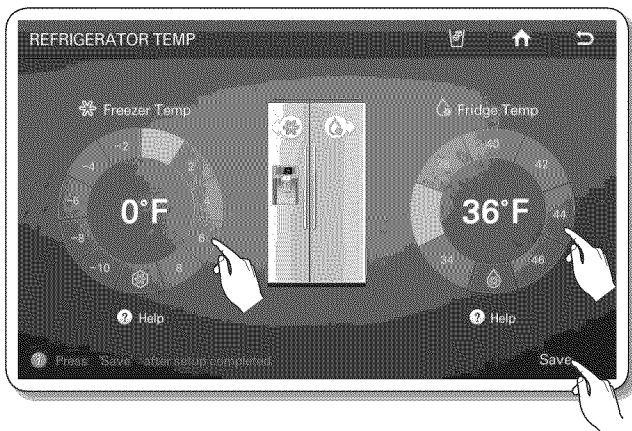 REFRIGERATOR TEMP
Freezer Temp
Fridge Temp
-2
2
4
6
8
-10
-8
-6
-4
0°F
38
40
42
44
46
34
36°F
Help
Help
Press "Save" after setup completed.
Save